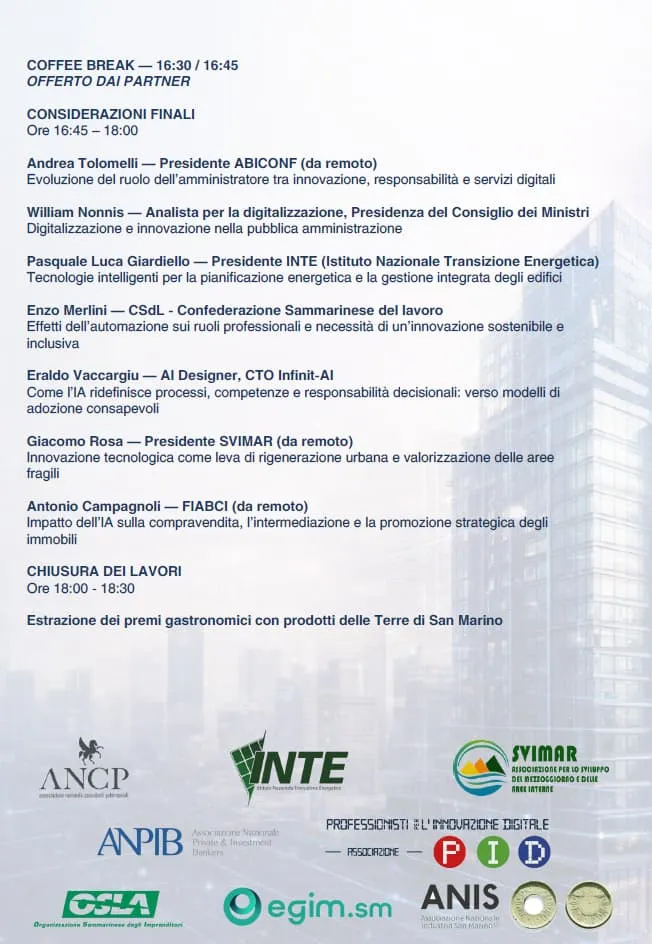 COFFEE BREAK — 16:30 / 16:45
OFFERTO DAI PARTNER
CONSIDERAZIONI FINALI
Ore 16:45 – 18:00
Andrea Tolomelli — Presidente ABICONF (da remoto)
Evoluzione del ruolo dell’amministratore tra innovazione, responsabilità e servizi digitali
William Nonnis — Analista per la digitalizzazione, Presidenza del Consiglio dei Ministri
Digitalizzazione e innovazione nella pubblica amministrazione
Pasquale Luca Giardiello — Presidente INTE (Istituto Nazionale Transizione Energetica)
Tecnologie intelligenti per la pianificazione energetica e la gestione integrata degli edifici
Enzo Merlini — CSdL - Confederazione Sammarinese del lavoro
Effetti dell’automazione sui ruoli professionali e necessità di un’innovazione sostenibile e
inclusiva
Eraldo Vaccargiu — AI Designer, CTO Infinit-AI
Come l’IA ridefinisce processi, competenze e responsabilità decisionali: verso modelli di
adozione consapevoli
Giacomo Rosa — Presidente SVIMAR (da remoto)
Innovazione tecnologica come leva di rigenerazione urbana e valorizzazione delle aree
fragili
Antonio Campagnoli — FIABCI (da remoto)
Impatto dell’IA sulla compravendita, l’intermediazione e la promozione strategica degli
immobili
CHIUSURA DEI LAVORI
Ore 18:00 - 18:30
Estrazione dei premi gastronomici con prodotti delle Terre di San Marino
ANCP
associazione nazionale consulenti patrimoniali
INTE
Istituto Nazionale Transizione Energetica
SVIMAR
ASSOCIAZIONE PER LO SVILUPPO
DEL MEZZOGIORNO E DELLE
AREE INTERNE
ANPIB
Associazione Nazionale
Private & Investment
Bankers
PROFESSIONISTI PER L'INNOVAZIONE DIGITALE
— ASSOCIAZIONE — P I D
OSLA
Organizzazione Sammarinese degli Imprenditori
egim.sm
ANIS
Associazione Nazionale
Industria San Marino